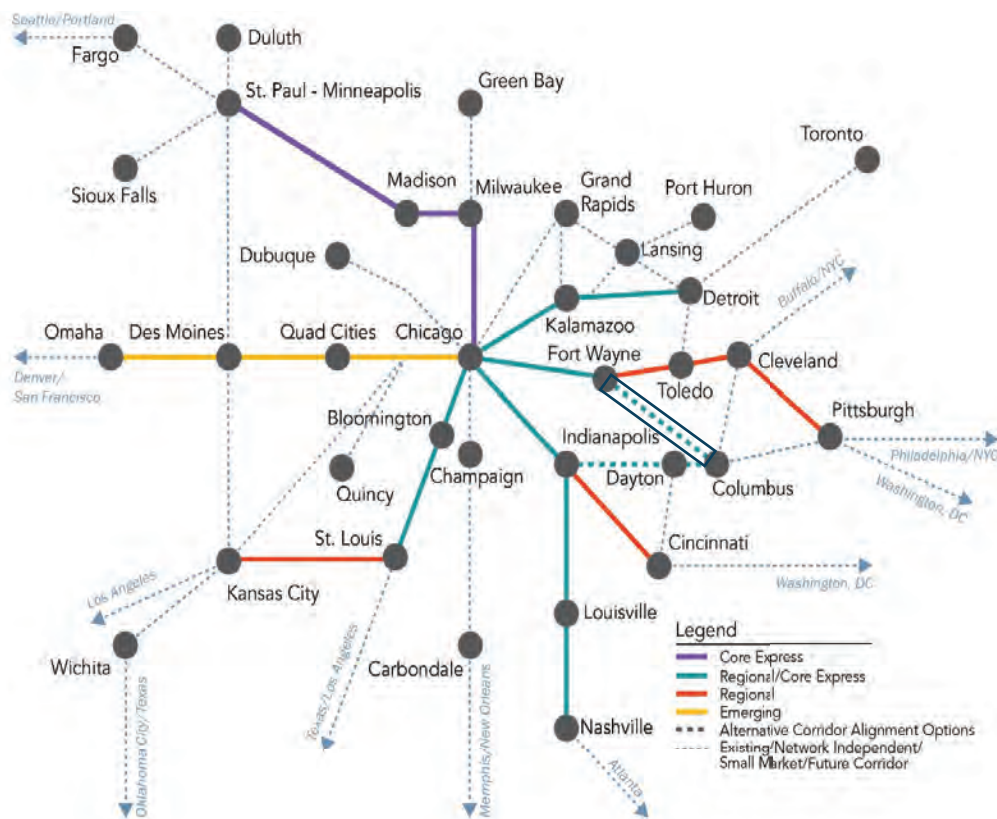 Seattle/Portland
Fargo
Duluth
St. Paul - Minneapolis
Green Bay
Toronto
Sioux Falls
Madison
Milwaukee
Grand
Rapids
Port Huron
Lansing
Dubuque
Detroit
Buffalo/NYC
Omaha
Des Moines
Quad Cities
Chicago
Kalamazoo
Fort Wayne
Toledo
Cleveland
Denver/
San Francisco
Bloomington
Indianapolis
Pittsburgh
Philadelphia/NYC
Quincy
Champaign
Dayton
Columbus
Washington, DC
St. Louis
Cincinnati
Washington, DC
Los Angeles
Kansas City
Louisville
Wichita
Texas/Los Angeles
Carbondale
Oklahoma City/Texas
Memphis/New Orleans
Nashville
Atlanta
Legend
Core Express
Regional/Core Express
Regional
Emerging
Alternative Corridor Alignment Options
Existing/Network Independent/
Small Market/Future Corridor